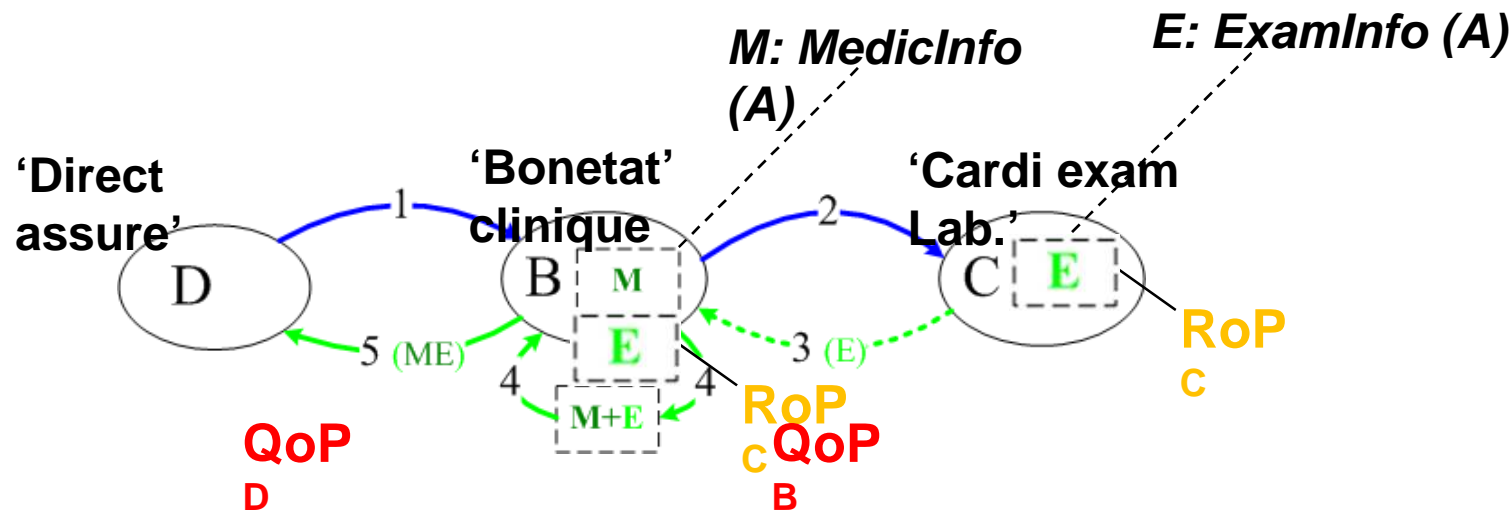 M: MedicInfo
(A)
E: ExamInfo (A)
‘Direct
assure’
‘Bonetat’
clinique
‘Cardi exam
Lab.’
1
2
D
B
M
E
C
E
3 (E)
5 (ME)
4
4
M+E
RoP
C
RoP
C
QoP
D
QoP
B